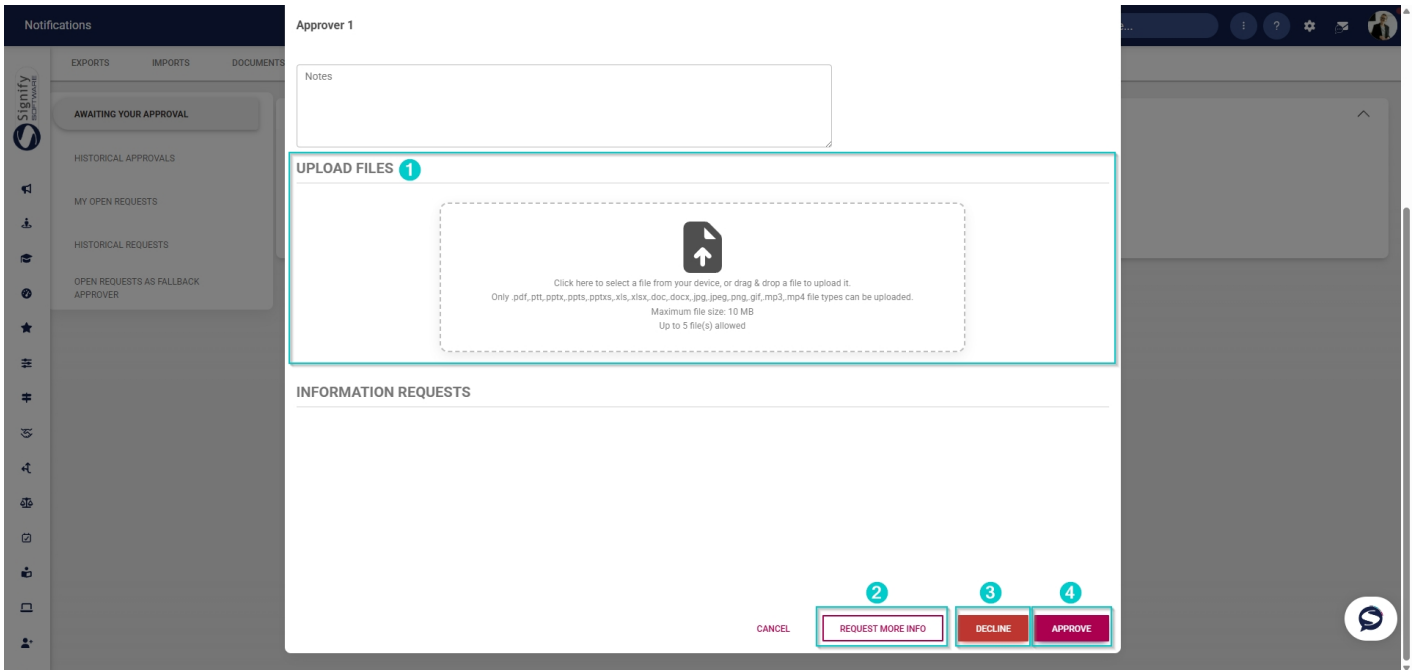 Notifications
Approver 1
e...
?
EXPORTS
IMPORTS
DOCUMENTS
Signify
SOFTWARE
AWAITING YOUR APPROVAL
HISTORICAL APPROVALS
MY OPEN REQUESTS
HISTORICAL REQUESTS
OPEN REQUESTS AS FALLBACK
APPROVER
Notes
UPLOAD FILES 1
Click here to select a file from your device, or drag & drop a file to upload it.
Only .pdf,.ptt,.pptx,.ppts,.pptxs,.xls,.xlsx,.doc,.docx,.jpg,.jpeg,.png,.gif,.mp3,.mp4 file types can be uploaded.
Maximum file size: 10 MB
Up to 5 file(s) allowed
INFORMATION REQUESTS
2
3
4
CANCEL
REQUEST MORE INFO
DECLINE
APPROVE